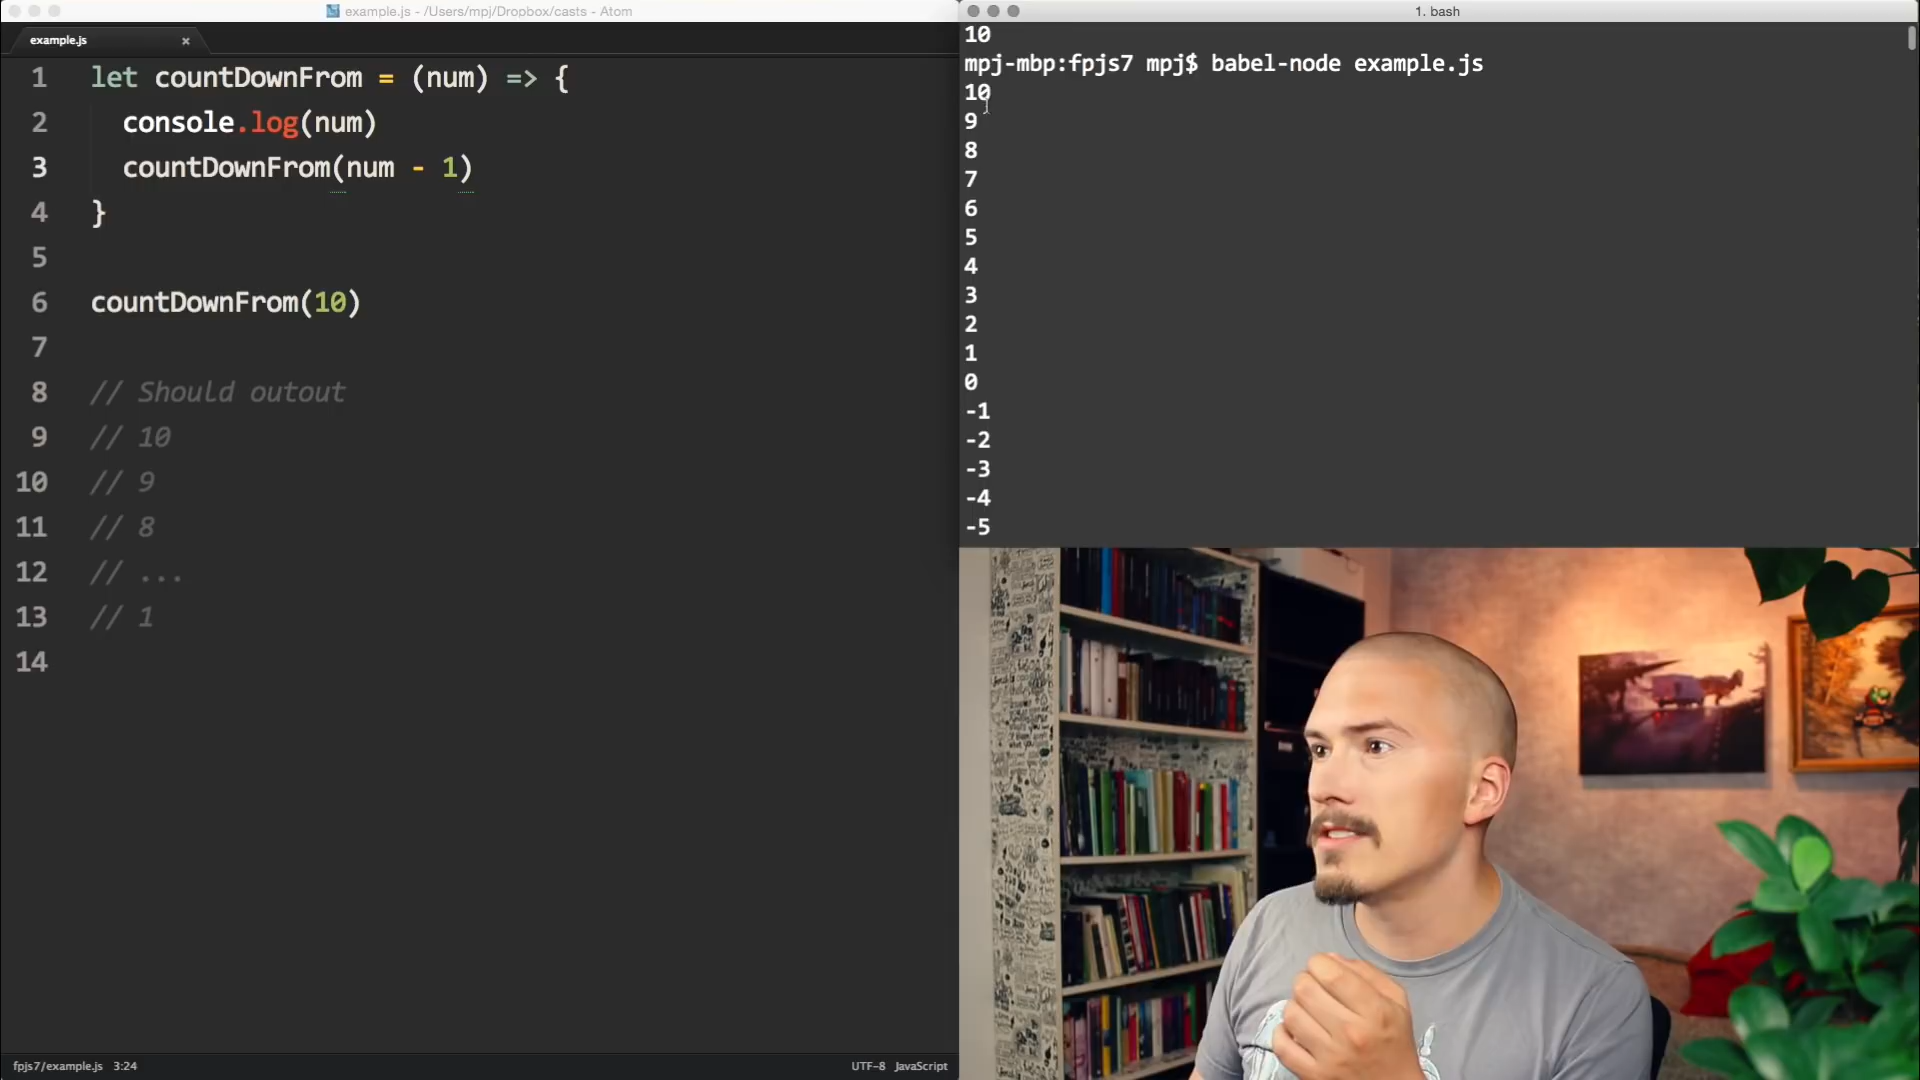 example.js - /Users/mpj/Dropbox/casts - Atom
example.js
1 let countDownFrom = (num) => {
2 console.log(num)
3 countDownFrom(num - 1)
4 }
5
6 countDownFrom(10)
7
8 // Should outout
9 // 10
10 // 9
11 // 8
12 // ...
13 // 1
14
fpjs7/example.js 3:24
UTF-8 JavaScript
1. bash
10
mpj-mbp:fpjs7 mpj$ babel-node example.js
10
9
8
7
6
5
4
3
2
1
0
-1
-2
-3
-4
-5